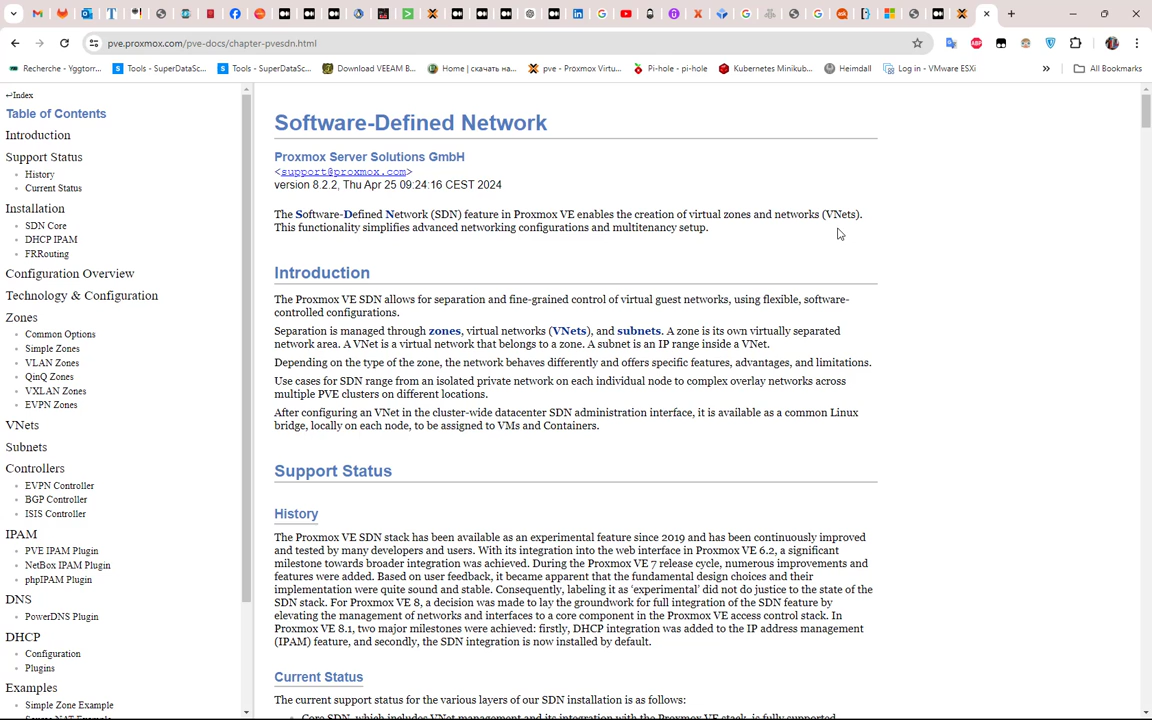 pve.proxmox.com/pve-docs/chapter-pvesdn.html
Recherche - Yggtorr...
Tools - SuperDataSc...
Tools - SuperDataSc...
Download VEEAM B...
Home | скачать на...
pve - Proxmox Virtu...
Pi-hole - pi-hole
Kubernetes Minikub...
Heimdall
Log in - VMware ESXi
»
All Bookmarks
↩Index
Table of Contents
Introduction
Support Status
History
Current Status
Installation
SDN Core
DHCP IPAM
FRRouting
Configuration Overview
Technology & Configuration
Zones
Common Options
Simple Zones
VLAN Zones
QinQ Zones
VXLAN Zones
EVPN Zones
VNets
Subnets
Controllers
EVPN Controller
BGP Controller
ISIS Controller
IPAM
PVE IPAM Plugin
NetBox IPAM Plugin
phpIPAM Plugin
DNS
PowerDNS Plugin
DHCP
Configuration
Plugins
Examples
Simple Zone Example
Source NAT Example
Software-Defined Network
Proxmox Server Solutions GmbH
<support@proxmox.com>
version 8.2.2, Thu Apr 25 09:24:16 CEST 2024
The Software-Defined Network (SDN) feature in Proxmox VE enables the creation of virtual zones and networks (VNets).
This functionality simplifies advanced networking configurations and multitenancy setup.
Introduction
The Proxmox VE SDN allows for separation and fine-grained control of virtual guest networks, using flexible, software-
controlled configurations.
Separation is managed through zones, virtual networks (VNets), and subnets. A zone is its own virtually separated
network area. A VNet is a virtual network that belongs to a zone. A subnet is an IP range inside a VNet.
Depending on the type of the zone, the network behaves differently and offers specific features, advantages, and limitations.
Use cases for SDN range from an isolated private network on each individual node to complex overlay networks across
multiple PVE clusters on different locations.
After configuring an VNet in the cluster-wide datacenter SDN administration interface, it is available as a common Linux
bridge, locally on each node, to be assigned to VMs and Containers.
Support Status
History
The Proxmox VE SDN stack has been available as an experimental feature since 2019 and has been continuously improved
and tested by many developers and users. With its integration into the web interface in Proxmox VE 6.2, a significant
milestone towards broader integration was achieved. During the Proxmox VE 7 release cycle, numerous improvements and
features were added. Based on user feedback, it became apparent that the fundamental design choices and their
implementation were quite sound and stable. Consequently, labeling it as ‘experimental’ did not do justice to the state of the
SDN stack. For Proxmox VE 8, a decision was made to lay the groundwork for full integration of the SDN feature by
elevating the management of networks and interfaces to a core component in the Proxmox VE access control stack. In
Proxmox VE 8.1, two major milestones were achieved: firstly, DHCP integration was added to the IP address management
(IPAM) feature, and secondly, the SDN integration is now installed by default.
Current Status
The current support status for the various layers of our SDN installation is as follows:
Core SDN, which includes VNet management and its integration with the Proxmox VE stack, is fully supported.